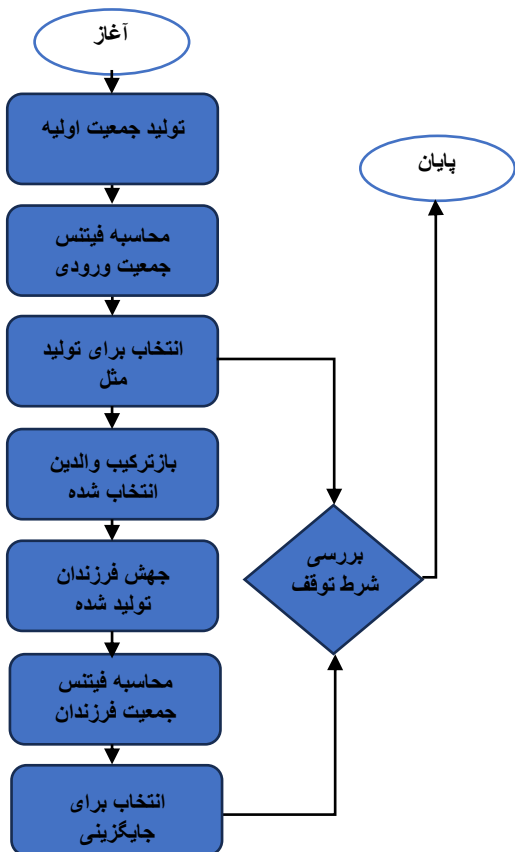 آغاز
تولید جمعیت اولیه
محاسبه فیتنس
جمعیت ورودی
انتخاب برای تولید
مثل
بازترکیب والدین
انتخاب شده
جهش فرزندان
تولید شده
محاسبه فیتنس
جمعیت فرزندان
انتخاب برای
جایگزینی
بررسی
شرط توقف
پایان